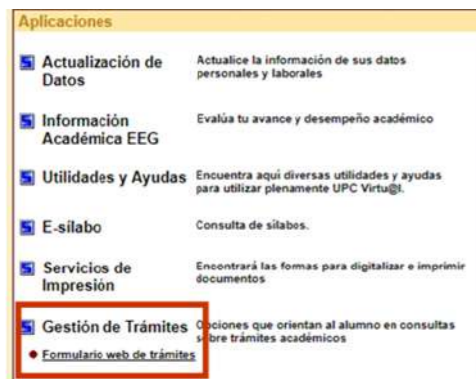 Aplicaciones
Actualización de
Datos
Actualice la información de sus datos
personales y laborales
Información
Académica EEG
Evalúa tu avance y desempeño académico
Utilidades y Ayudas
Encuentra aquí diversas utilidades y ayudas
para utilizar plenamente UPC Virtu@l.
E-sílabo
Consulta de sílabos.
Servicios de
Impresión
Encontrará las formas para digitalizar e imprimir
documentos
Gestión de Trámites
Opciones que orientan al alumno en consultas
sobre trámites académicos
Formulario web de trámites